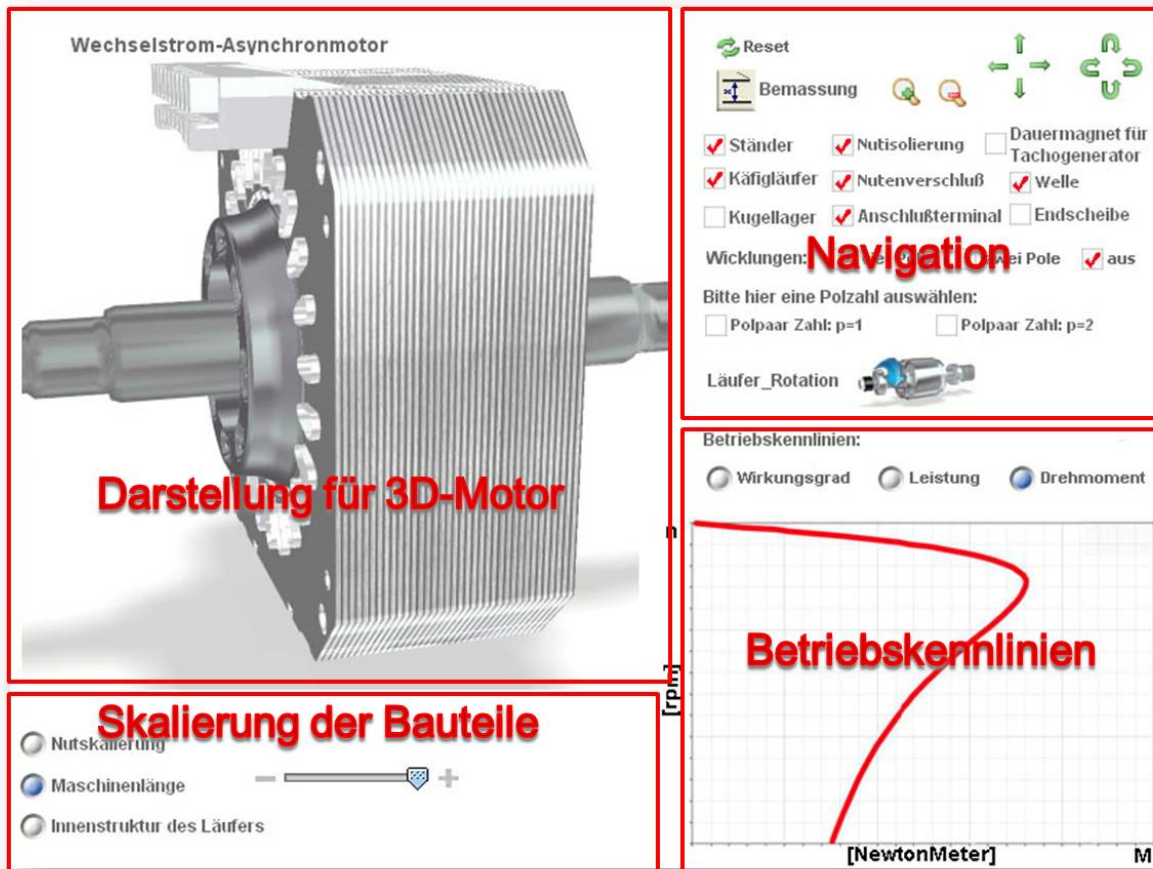 Wechselstrom-Asynchronmotor
Darstellung für 3D-Motor
Reset
Bemassung
Ständer
Nutisolierung
Dauermagnet für
Tachogenerator
Käfigläufer
Nutenverschluß
Welle
Kugellager
Anschlußterminal
Endscheibe
Navigation
Wicklungen:
zwei Pole
aus
Bitte hier eine Polzahl auswählen:
Polpaar Zahl: p=1
Polpaar Zahl: p=2
Läufer_Rotation
Skalierung der Bauteile
Nutskalierung
Maschinenlänge
Innenstruktur des Läufers
Betriebskennlinien:
Wirkungsgrad
Leistung
Drehmoment
n
Betriebskennlinien
[rpm]
[NewtonMeter]
M